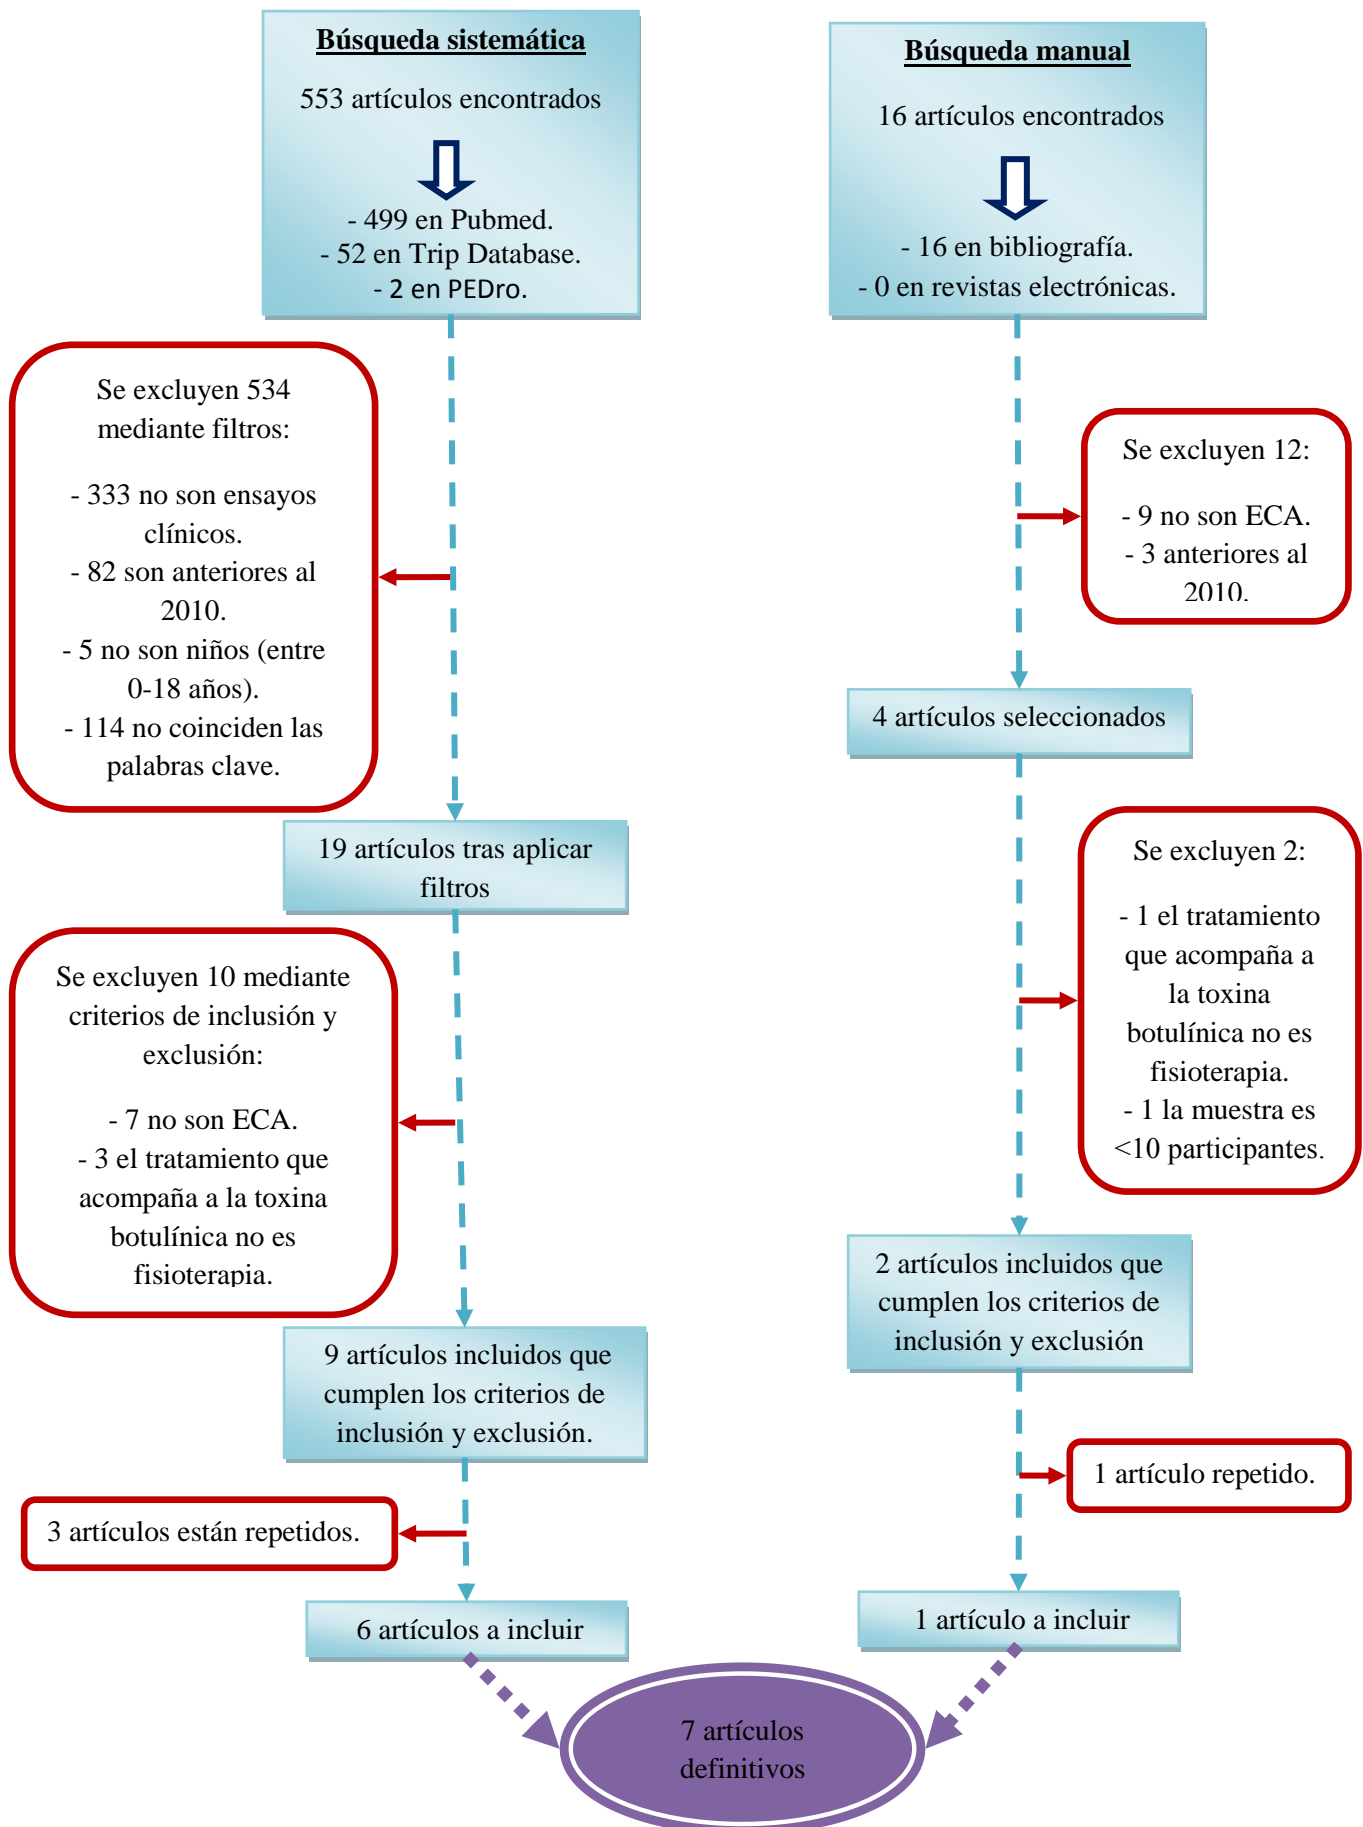 Búsqueda sistemática
553 artículos encontrados
- 499 en Pubmed.
- 52 en Trip Database.
- 2 en PEDro.
Búsqueda manual
16 artículos encontrados
- 16 en bibliografía.
- 0 en revistas electrónicas.
Se excluyen 534
mediante filtros:
- 333 no son ensayos
clínicos.
- 82 son anteriores al
2010.
- 5 no son niños (entre
0-18 años).
- 114 no coinciden las
palabras clave.
Se excluyen 12:
- 9 no son ECA.
- 3 anteriores al
2010.
4 artículos seleccionados
19 artículos tras aplicar
filtros
Se excluyen 2:
- 1 el tratamiento
que acompaña a
la toxina
botulínica no es
fisioterapia.
- 1 la muestra es
<10 participantes.
Se excluyen 10 mediante
criterios de inclusión y
exclusión:
- 7 no son ECA.
- 3 el tratamiento que
acompaña a la toxina
botulínica no es
fisioterapia.
2 artículos incluidos que
cumplen los criterios de
inclusión y exclusión
9 artículos incluidos que
cumplen los criterios de
inclusión y exclusión.
1 artículo repetido.
3 artículos están repetidos.
6 artículos a incluir
1 artículo a incluir
7 artículos
definitivos